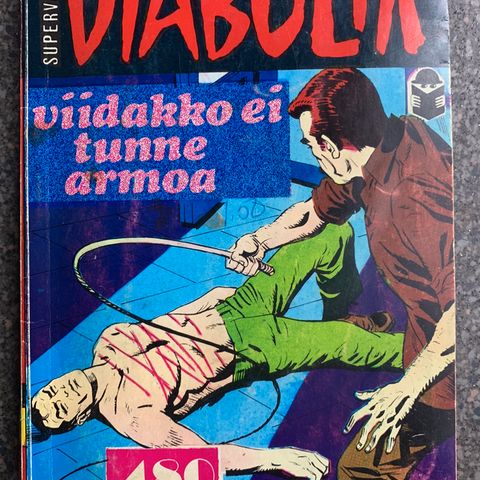 SUPERV
DIABOLIK
viidakko ei
tunne
armoa
480